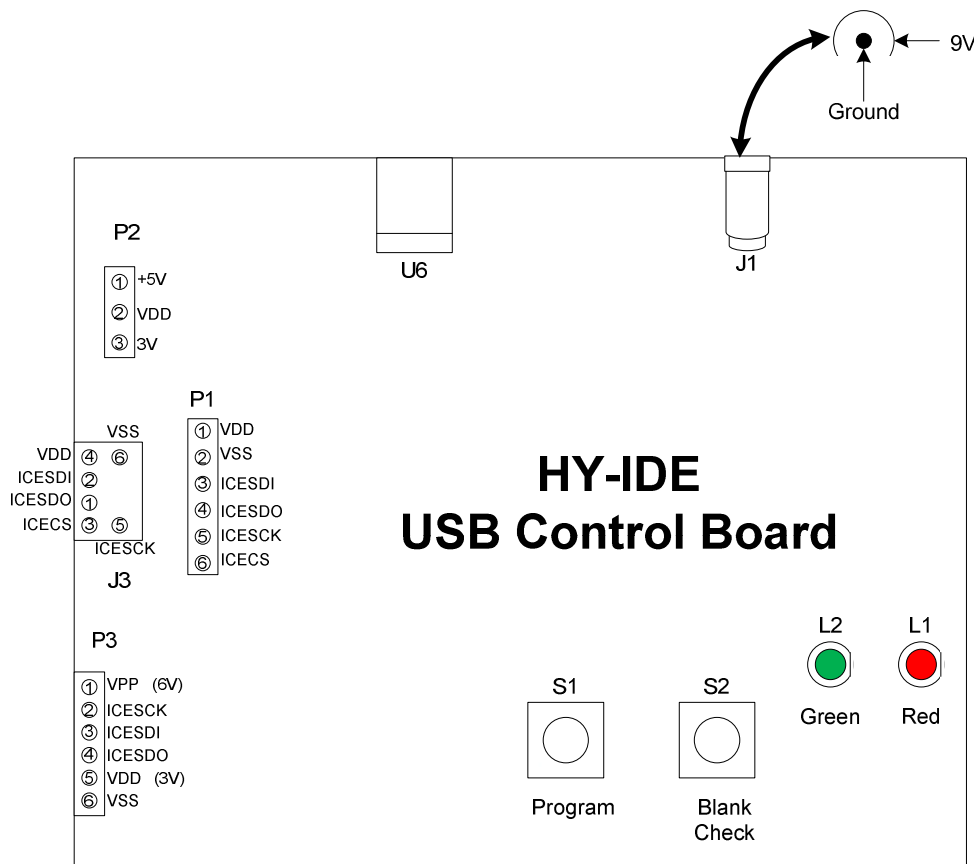 9V
Ground
P2
① +5V
② VDD
③ 3V
U6
J1
P1
① VDD
② VSS
③ ICESDI
④ ICESDO
⑤ ICESCK
⑥ ICECS
VSS
VDD ④ ⑥
ICESDI ②
ICESDO ①
ICECS ③ ⑤
ICESCK
J3
HY-IDE
USB Control Board
P3
① VPP (6V)
② ICESCK
③ ICESDI
④ ICESDO
⑤ VDD (3V)
⑥ VSS
L2
Green
L1
Red
S1
Program
S2
Blank
Check